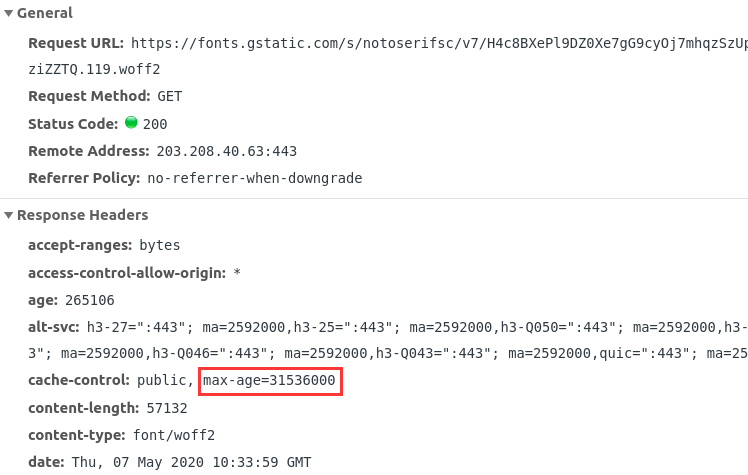 General
Request URL: https://fonts.gstatic.com/s/notoserifsc/v7/H4c8BXePl9DZ0Xe7gG9cyOj7mhqzSzUp
ziZZTQ.119.woff2
Request Method: GET
Status Code: 200
Remote Address: 203.208.40.63:443
Referrer Policy: no-referrer-when-downgrade
Response Headers
accept-ranges: bytes
access-control-allow-origin: *
age: 265106
alt-svc: h3-27=":443"; ma=2592000,h3-25=":443"; ma=2592000,h3-Q050=":443"; ma=2592000,h3-
3"; ma=2592000,h3-Q046=":443"; ma=2592000,h3-Q043=":443"; ma=2592000,quic=":443"; ma=25
cache-control: public, max-age=31536000
content-length: 57132
content-type: font/woff2
date: Thu, 07 May 2020 10:33:59 GMT